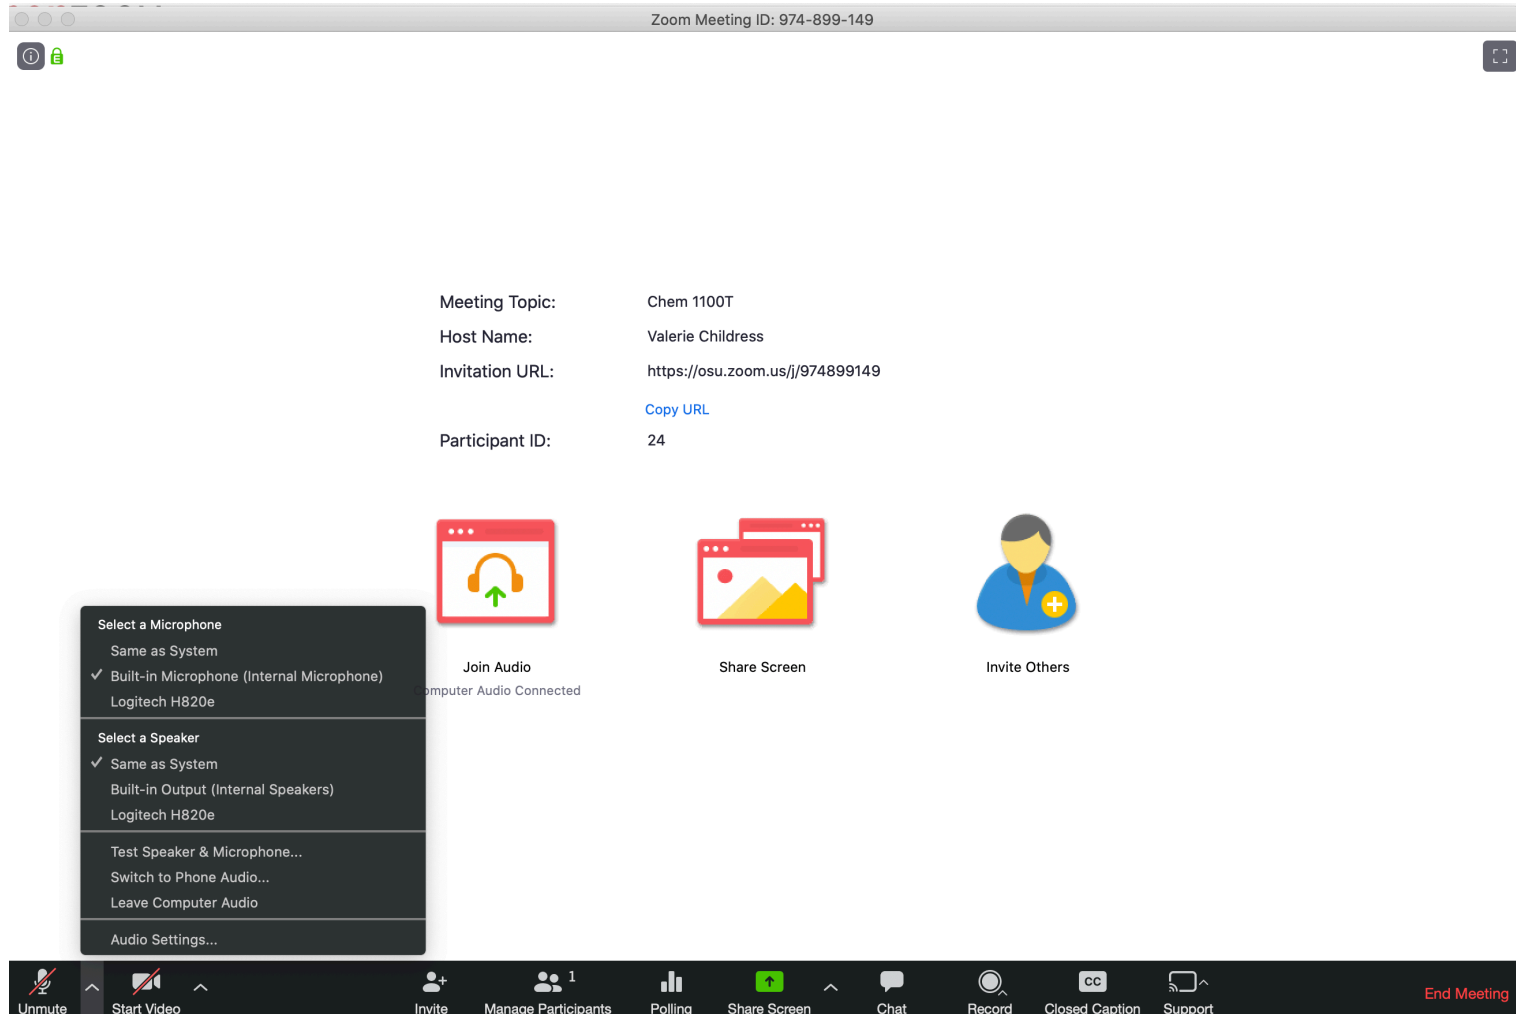 Zoom Meeting ID: 974-899-149
Meeting Topic: Chem 1100T
Host Name: Valerie Childress
Invitation URL: https://osu.zoom.us/j/974899149
Copy URL
Participant ID: 24
Join Audio
Computer Audio Connected
Share Screen
Invite Others
Select a Microphone
Same as System
✓ Built-in Microphone (Internal Microphone)
Logitech H820e
Select a Speaker
✓ Same as System
Built-in Output (Internal Speakers)
Logitech H820e
Test Speaker & Microphone...
Switch to Phone Audio...
Leave Computer Audio
Audio Settings...
Unmute
Start Video
Invite
1
Manage Participants
Polling
Share Screen
Chat
Record
CC
Closed Caption
Support
End Meeting